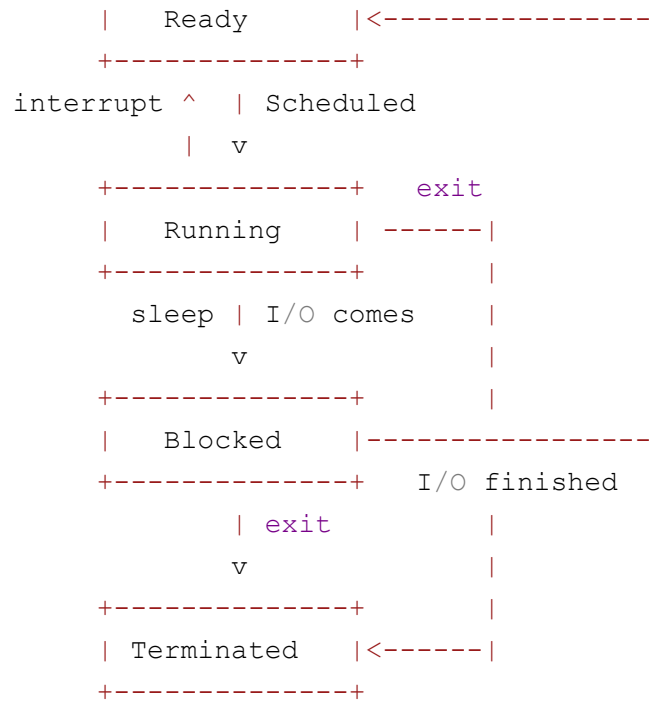 |   Ready      |<----------------
+--------------+
interrupt ^  | Scheduled
|  v
+--------------+   exit
|   Running    | ------|
+--------------+       |
sleep | I/O comes    |
v              |
+--------------+       |
|   Blocked    |-----------------
+--------------+   I/O finished
| exit         |
v              |
+--------------+       |
| Terminated   |<------|
+--------------+